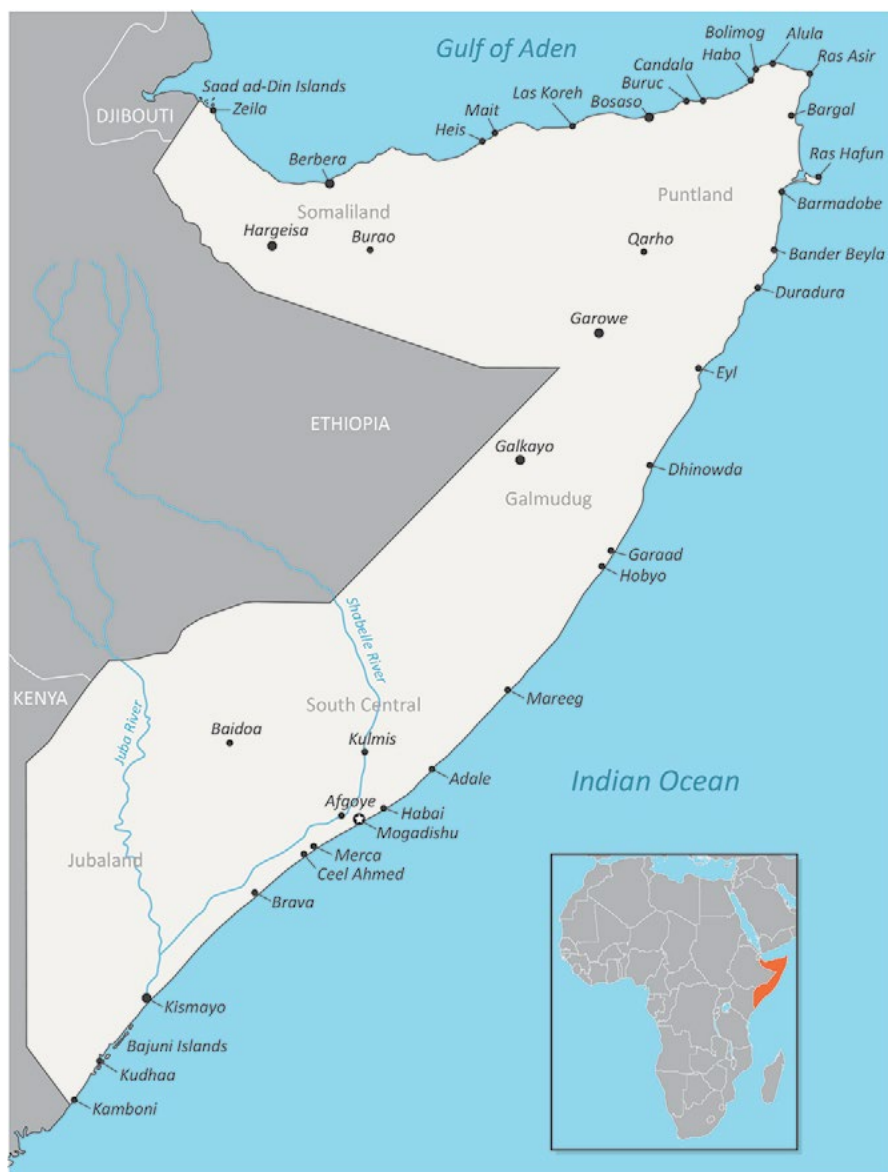 Gulf of Aden
Bolimog
Alula
Habo
Ras Asir
Candala
Buruc
Saad ad-Din Islands
Zeila
Las Koreh
Bosaso
Mait
Heis
Bargal
DJIBOUTI
Berbera
Ras Hafun
Barmadobe
Puntland
Somaliland
Hargeisa
Burao
Qarho
Bander Beyla
Duradura
Garowe
Eyl
ETHIOPIA
Galkayo
Dhinowda
Galmudug
Garaad
Hobyo
Shabelle River
KENYA
Juba River
South Central
Mareeg
Baidoa
Kulmis
Adale
Indian Ocean
Afgoye
Habai
Mogadishu
Merca
Ceel Ahmed
Jubaland
Brava
Kismayo
Bajuni Islands
Kudhaa
Kamboni